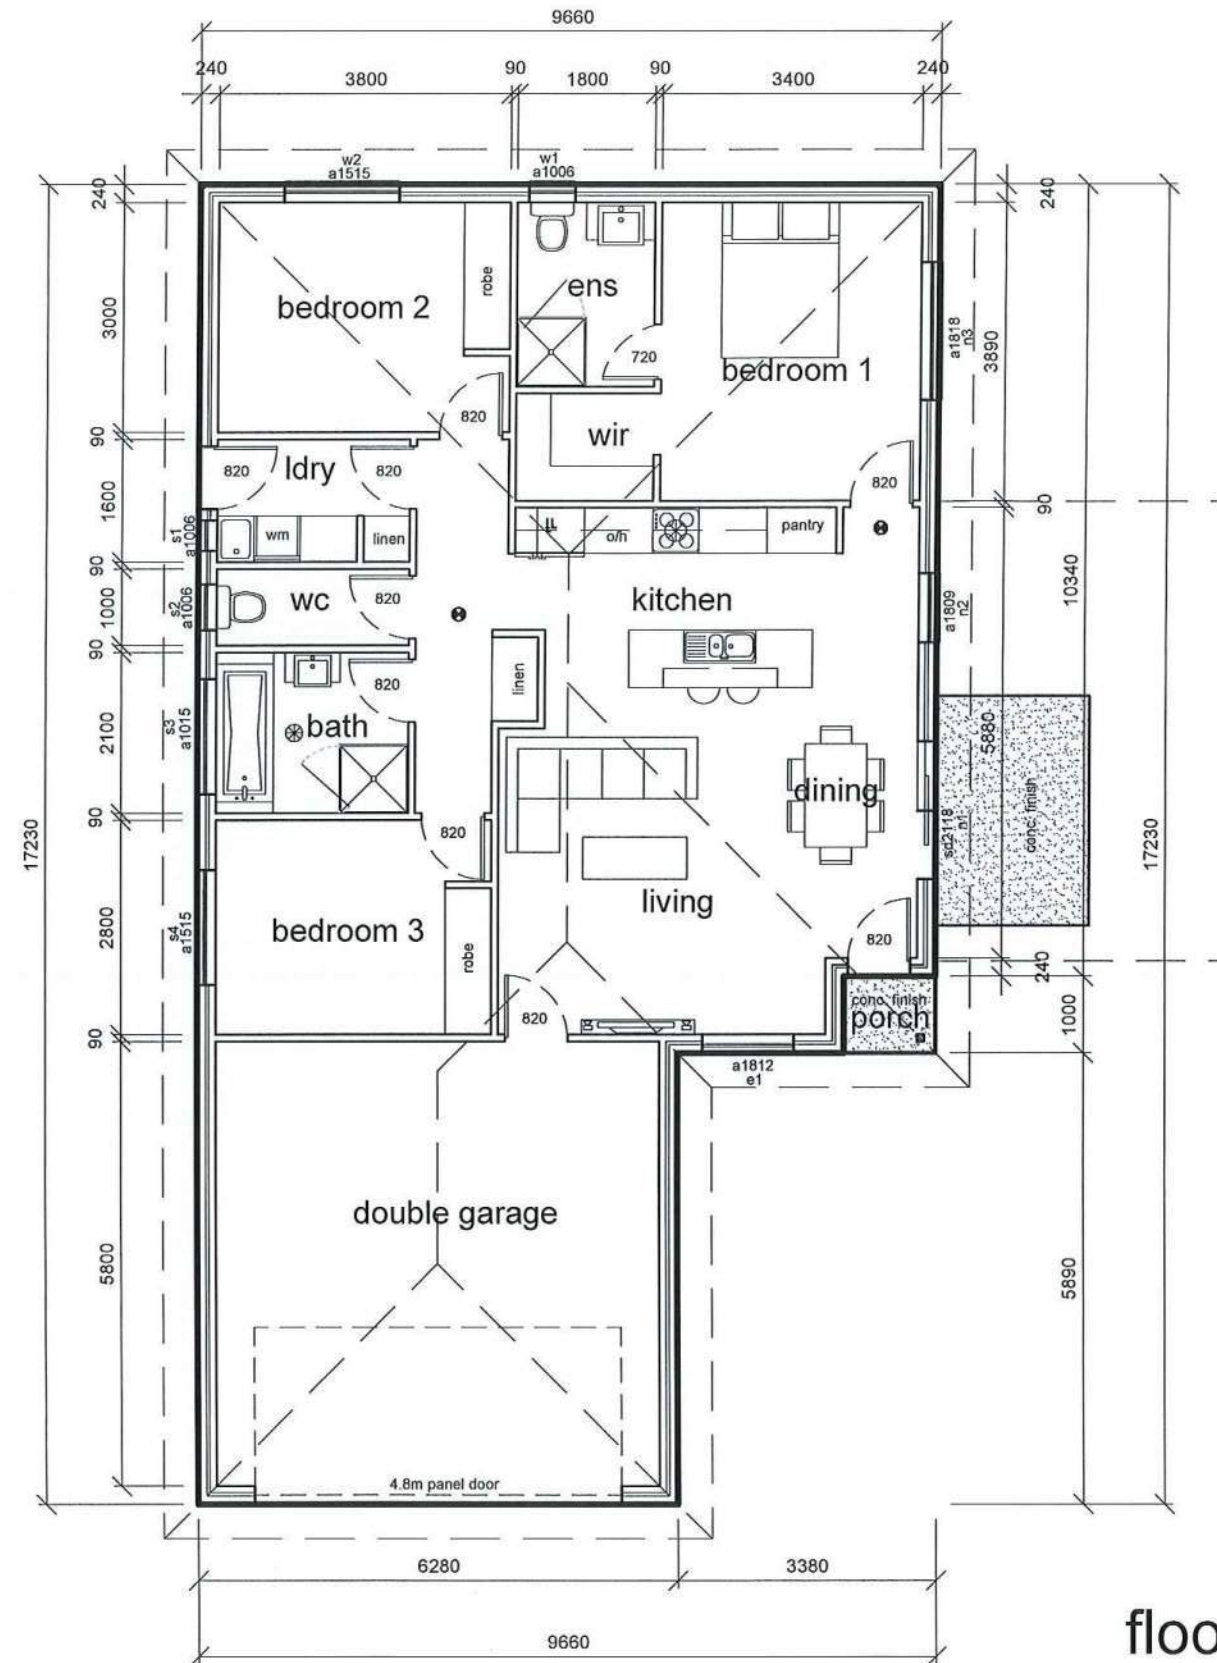 9660
240
3800
90
1800
90
3400
240
w2
a1515
w1
a1006
240
3000
90
1600
90
1000
90
2100
90
2800
90
5800
17230
240
3890
90
5880
240
10340
1000
5890
17230
bedroom 2
robe
ens
720
bedroom 1
a1818
n3
820
wir
820
820
ldry
820
wm
linen
s1
a1006
o/h
pantry
820
wc
820
s2
a1006
kitchen
a1809
n2
linen
820
bath
s3
a1015
dining
sd2118
n1
conc. finish
820
living
bedroom 3
robe
s4
a1515
820
820
conc. finish
porch
a1812
e1
double garage
4.8m panel door
6280
3380
9660
floo